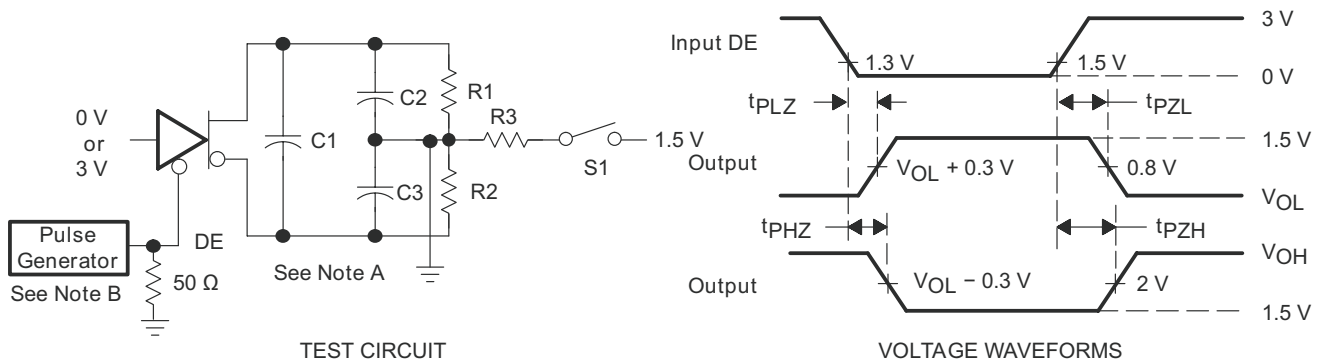 0 V
or
3 V
Pulse
Generator
See Note B
50 Ω
DE
C1
C2
C3
R1
R2
R3
S1
1.5 V
See Note A
TEST CIRCUIT
Input DE
3 V
1.3 V
1.5 V
0 V
tPLZ
tPZL
1.5 V
Output
VOL + 0.3 V
0.8 V
VOL
tPHZ
tPZH
VOH
Output
VOL − 0.3 V
2 V
1.5 V
VOLTAGE WAVEFORMS